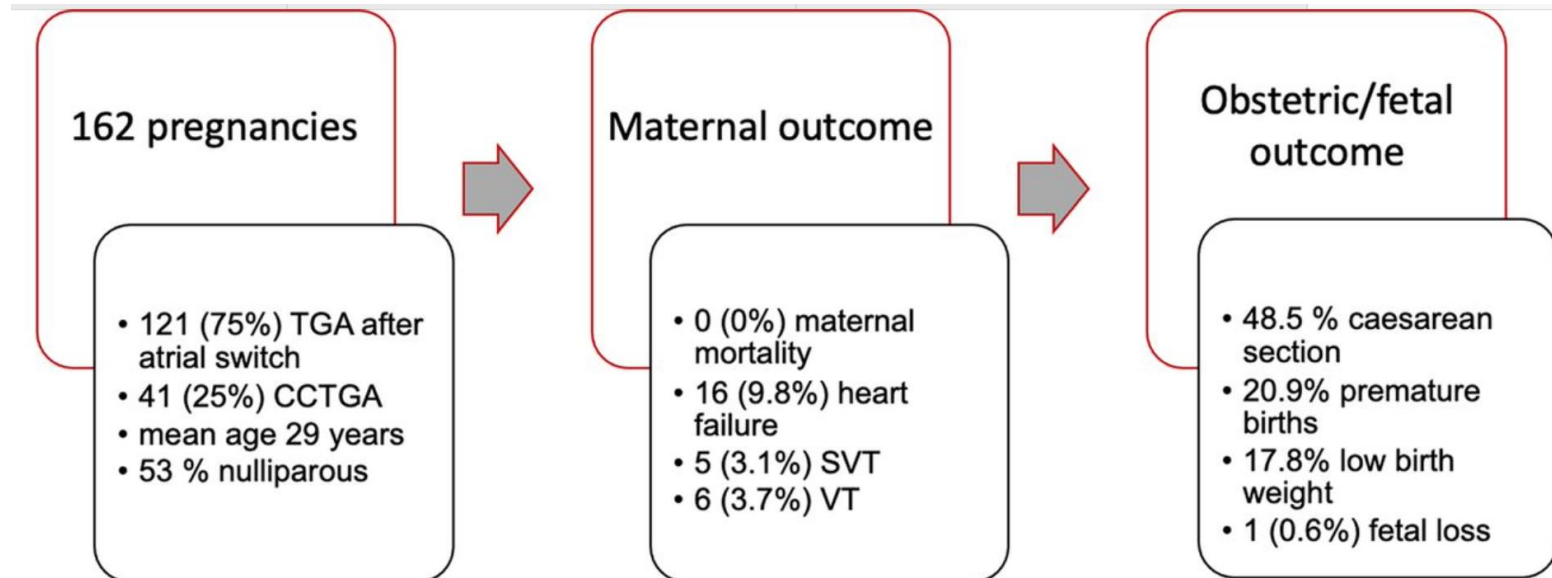 162 pregnancies
• 121 (75%) TGA after
atrial switch
• 41 (25%) CCTGA
• mean age 29 years
• 53 % nulliparous
Maternal outcome
• 0 (0%) maternal
mortality
• 16 (9.8%) heart
failure
• 5 (3.1%) SVT
• 6 (3.7%) VT
Obstetric/fetal
outcome
• 48.5 % caesarean
section
• 20.9% premature
births
• 17.8% low birth
weight
• 1 (0.6%) fetal loss